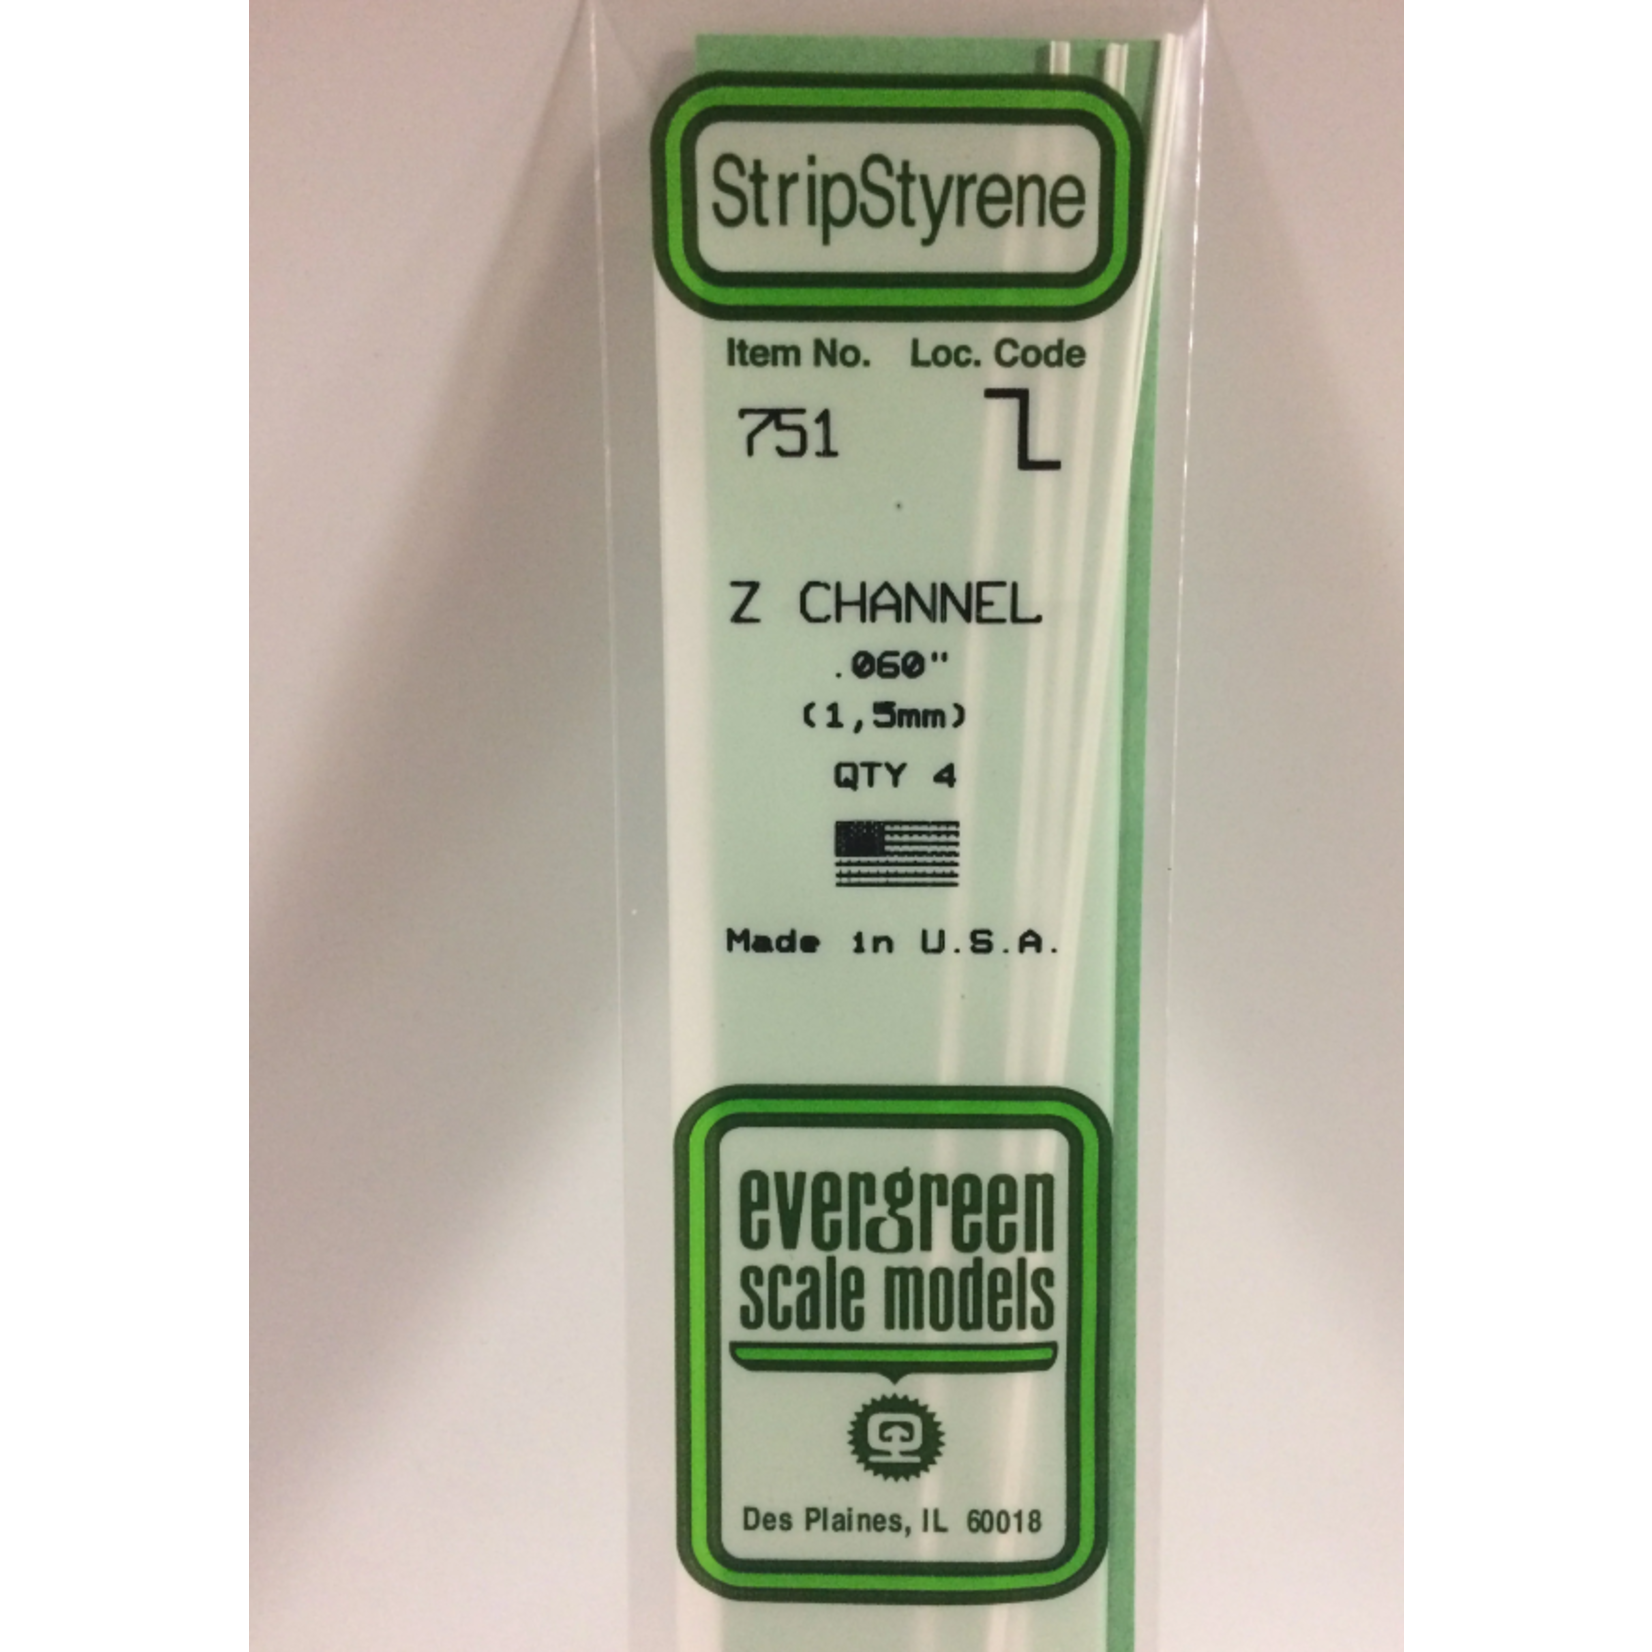 StripStyrene
Item No. Loc. Code
751
Z CHANNEL
.060"
(1,5mm)
QTY 4
Made in U.S.A.
evergreen
scale models
Des Plaines, IL 60018